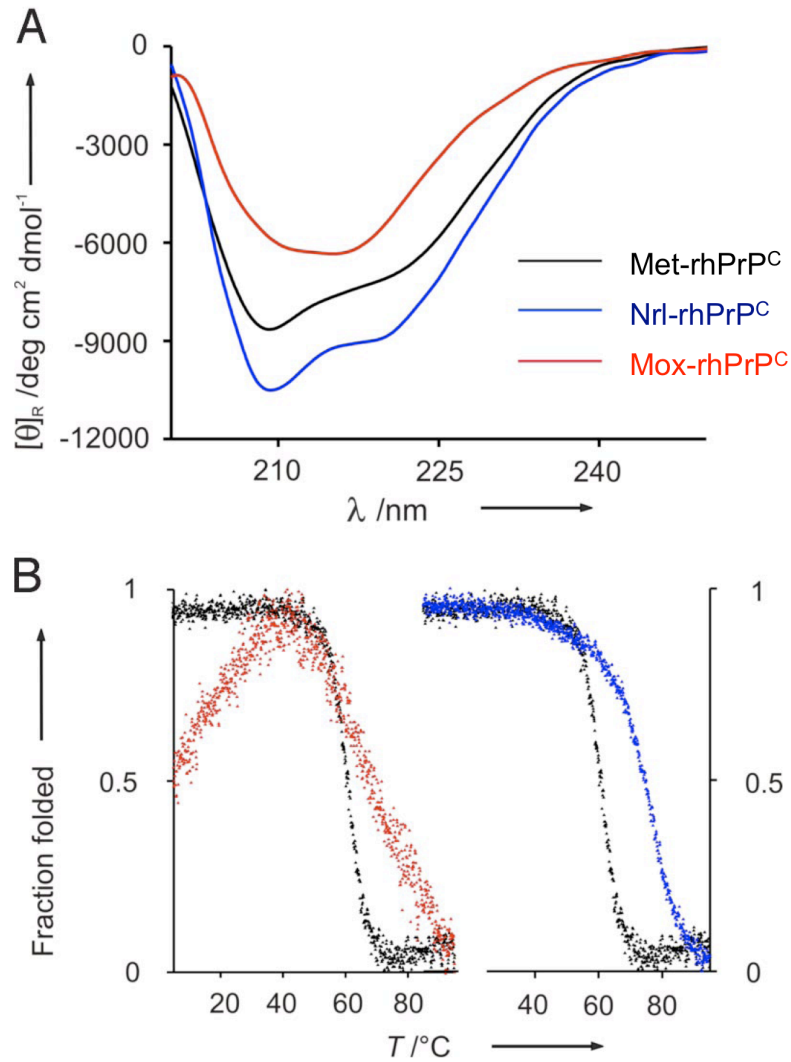 A
0
-3000
-6000
-9000
-12000
[θ]R /deg cm² dmol⁻¹
210 225 240
λ /nm
Met-rhPrPᶜ
Nrl-rhPrPᶜ
Mox-rhPrPᶜ
B
1
0.5
0
Fraction folded
20 40 60 80
40 60 80
1
0.5
0
T /°C